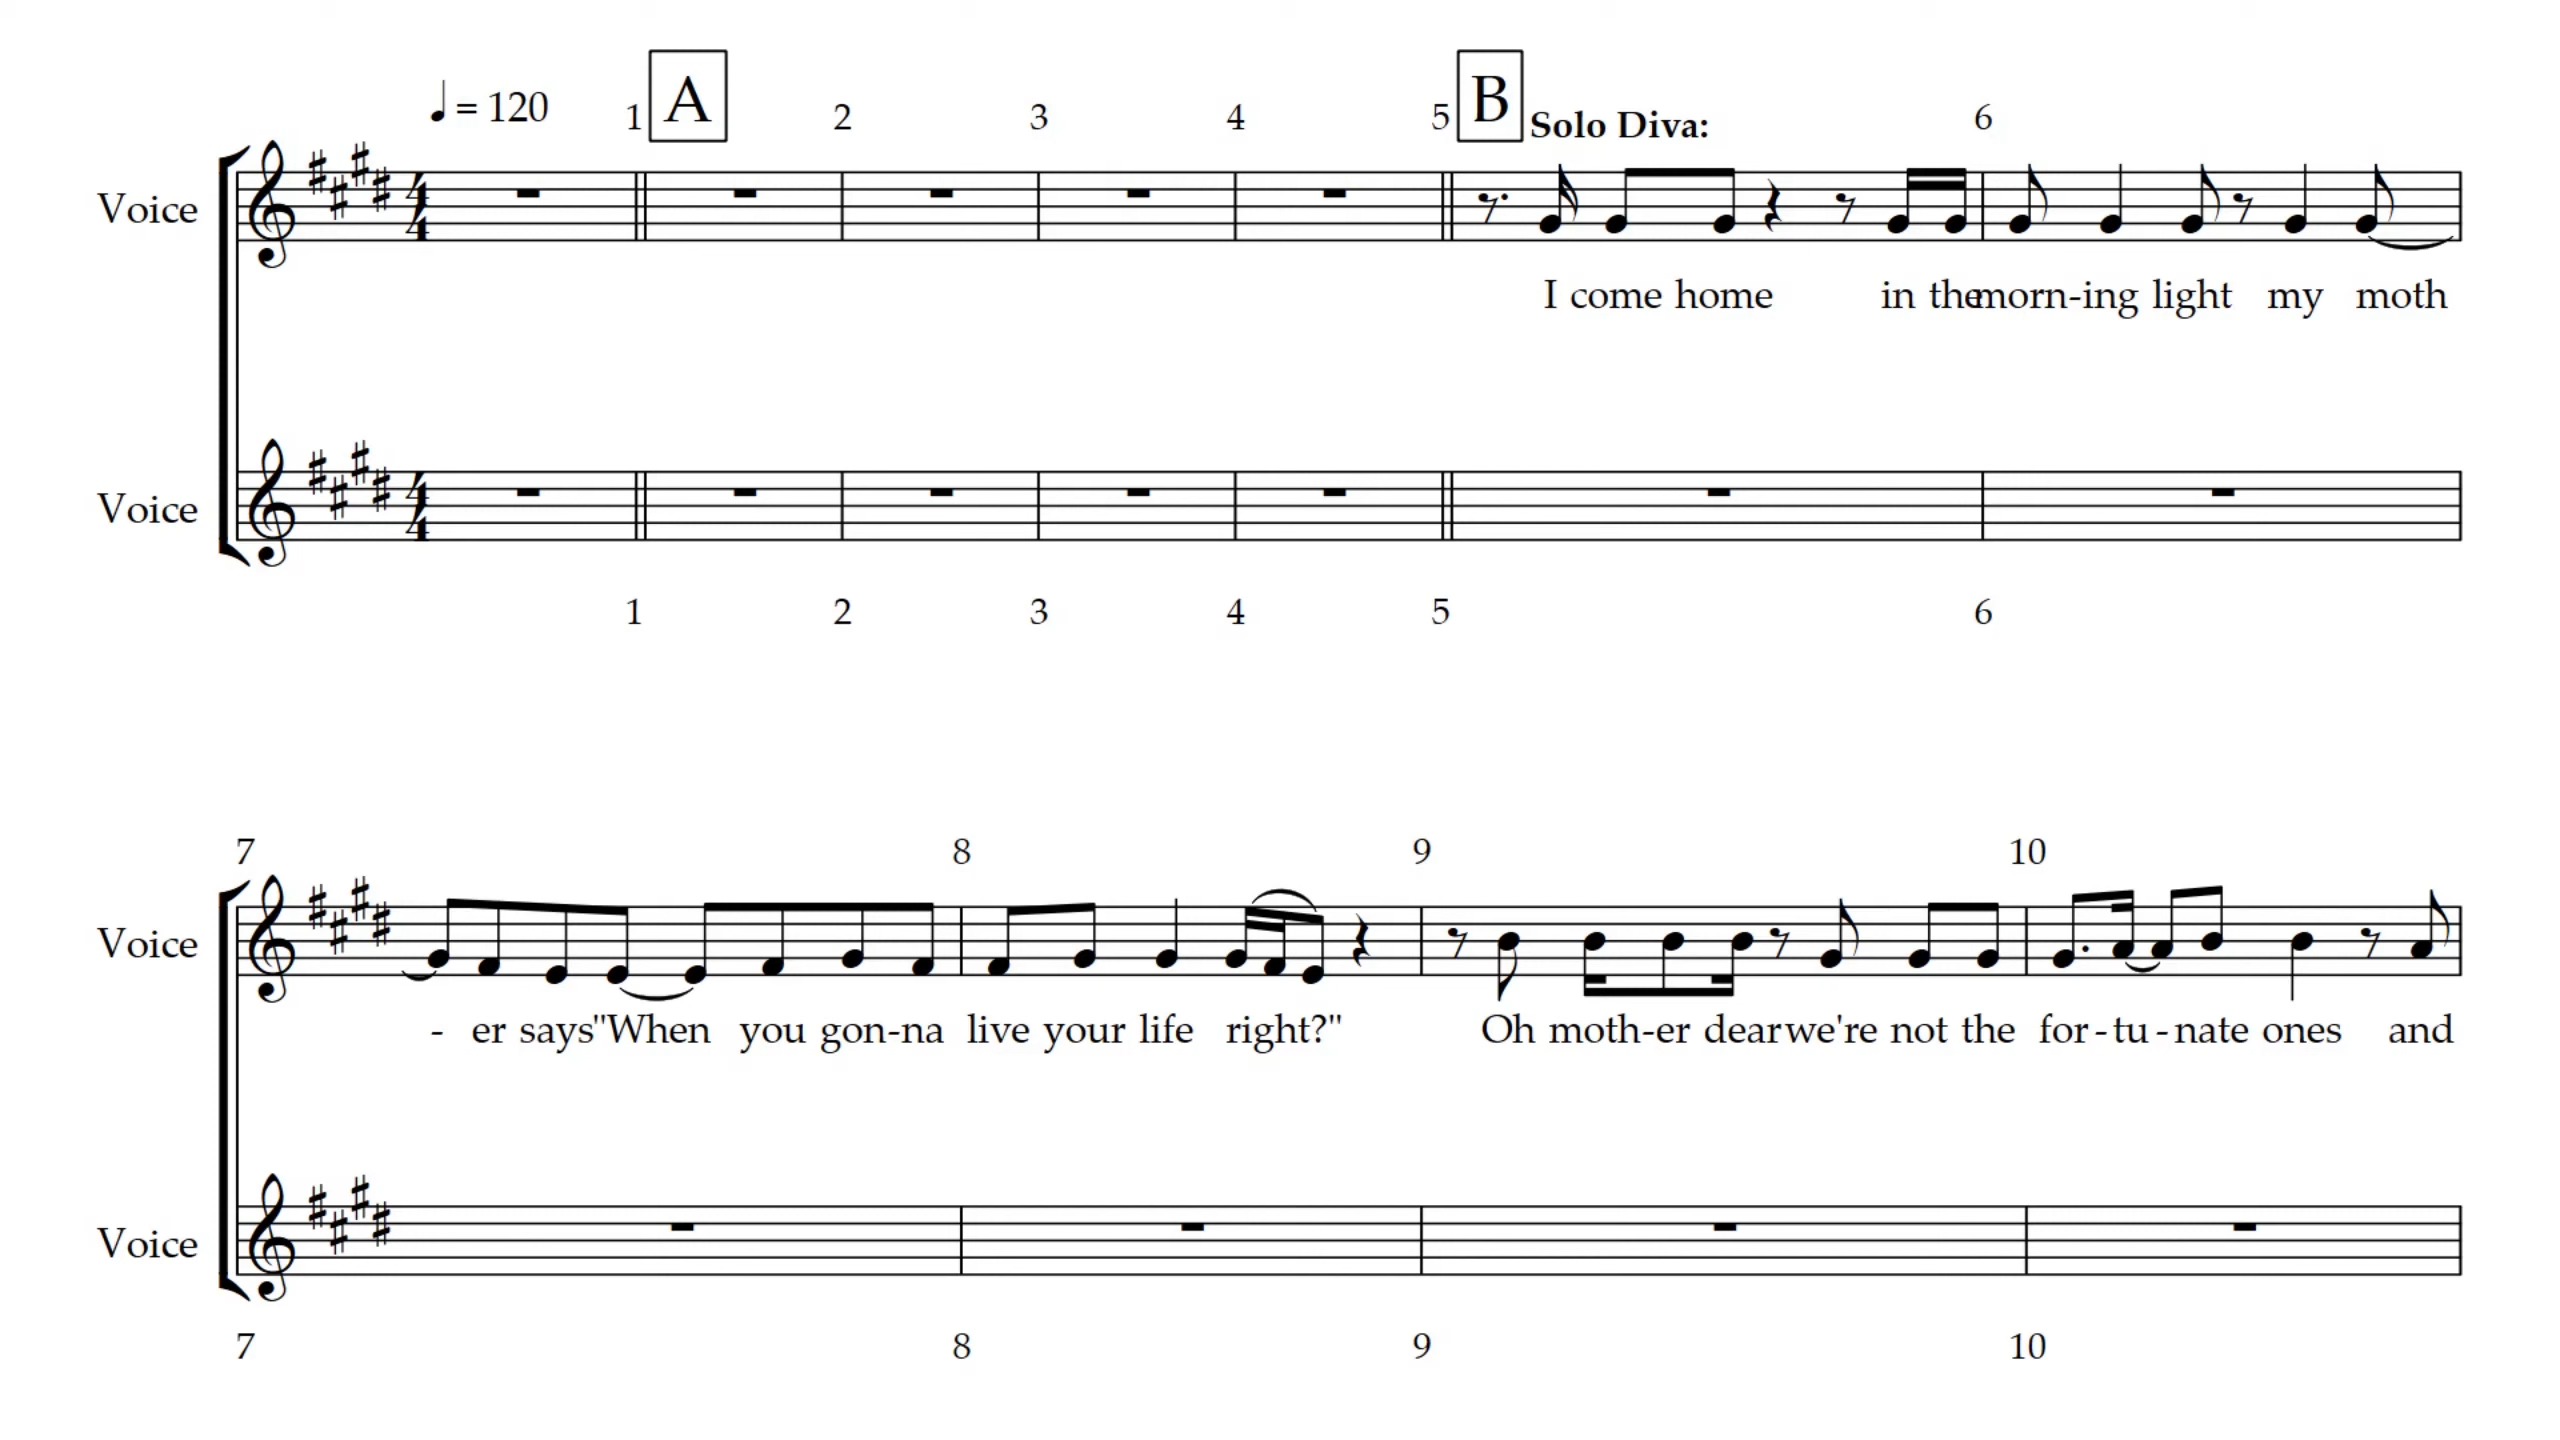 ♩ = 120 1 A 2 3 4 5 B Solo Diva: 6
Voice
I come home in the morn-ing light my moth
Voice
1 2 3 4 5 6
7 8 9 10
Voice
- er says "When you gon-na live your life right?" Oh moth-er dear we're not the for-tu-nate ones and
Voice
7 8 9 10